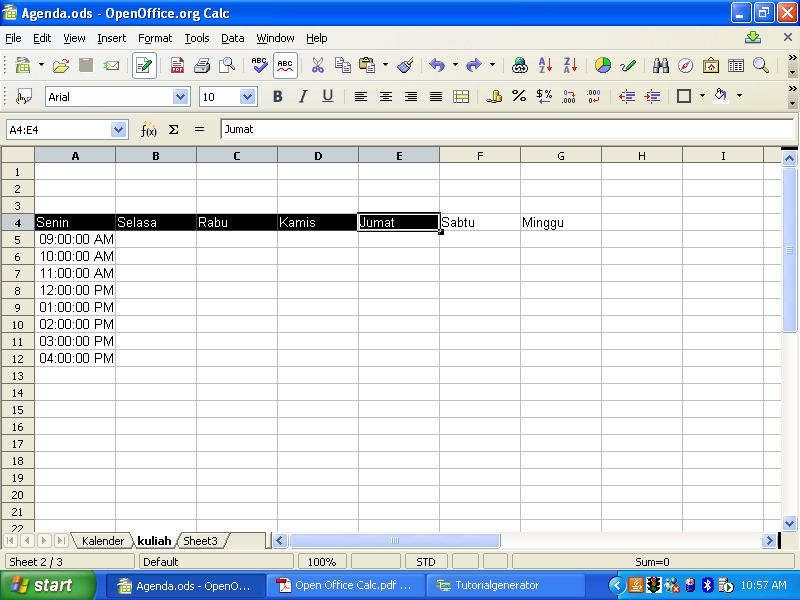 Agenda.ods - OpenOffice.org Calc
File Edit View Insert Format Tools Data Window Help
Arial 10 B I U
A4:E4 f(x) Σ = Jumat
A B C D E F G H I
1
2
3
4 Senin Selasa Rabu Kamis Jumat Sabtu Minggu
5 09:00:00 AM
6 10:00:00 AM
7 11:00:00 AM
8 12:00:00 PM
9 01:00:00 PM
10 02:00:00 PM
11 03:00:00 PM
12 04:00:00 PM
13
14
15
16
17
18
19
20
21
22
Kalender kuliah Sheet3
Sheet 2 / 3 Default 100% STD Sum=0
start Agenda.ods - OpenO... Open Office Calc.pdf ... Tutorialgenerator 10:57 AM